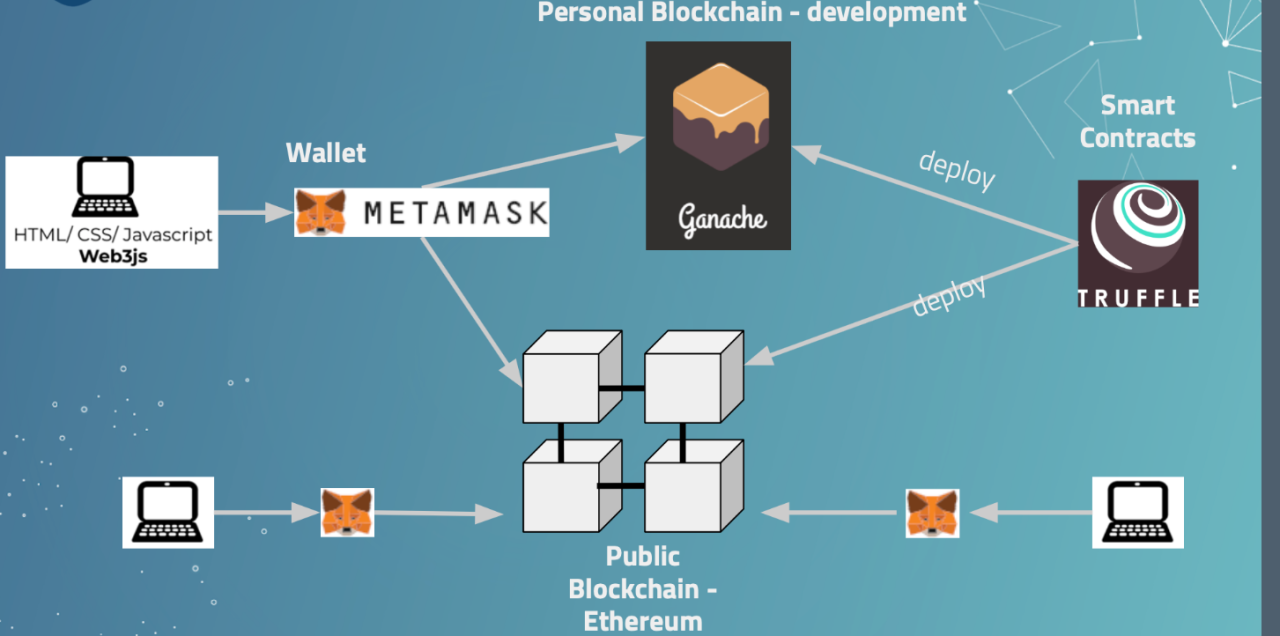 Personal Blockchain - development
Smart
Contracts
Wallet
deploy
METAMASK
HTML/ CSS/ Javascript
Web3js
Ganache
deploy
TRUFFLE
Public
Blockchain -
Ethereum